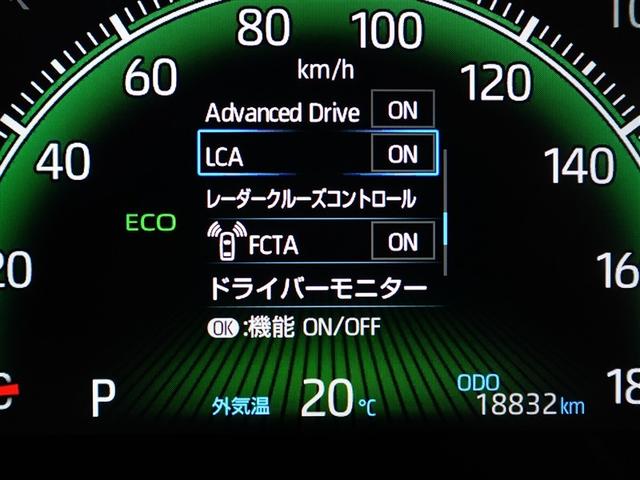 80
100
60
km/h
120
Advanced Drive ON
40
LCA ON
140
レーダークルーズコントロール
ECO
FCTA ON
20
ドライバーモニター
OK:機能 ON/OFF
P
外気温 20℃
ODO
18832 km